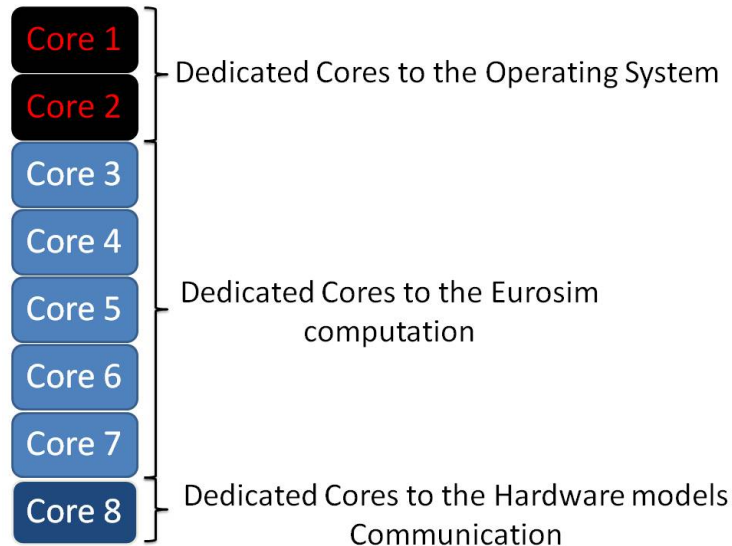 Core 1
Core 2
Dedicated Cores to the Operating System
Core 3
Core 4
Core 5
Core 6
Core 7
Dedicated Cores to the Eurosim
computation
Core 8
Dedicated Cores to the Hardware models
Communication